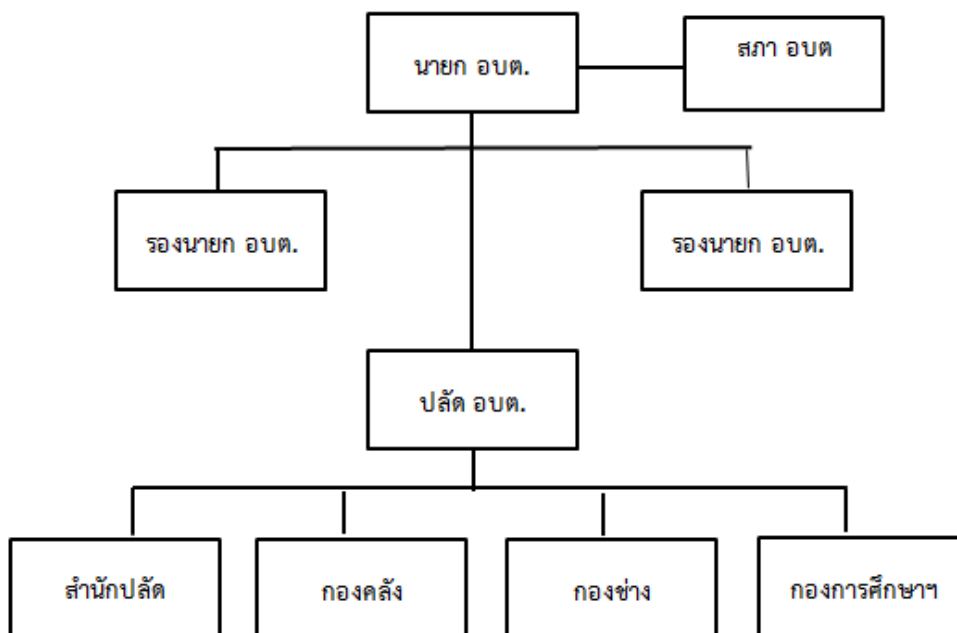 นายก อบต.
สภา อบต
รองนายก อบต.
รองนายก อบต.
ปลัด อบต.
สำนักปลัด
กองคลัง
กองช่าง
กองการศึกษาฯ